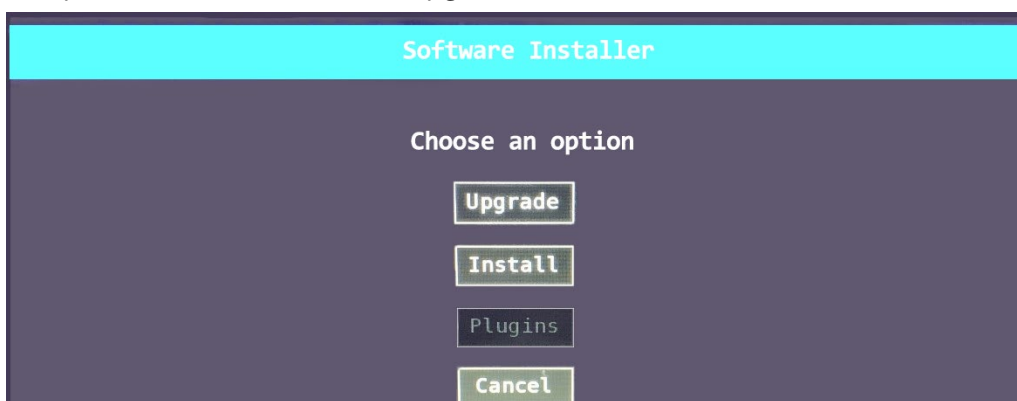 Software Installer
Choose an option
Upgrade
Install
Plugins
Cancel